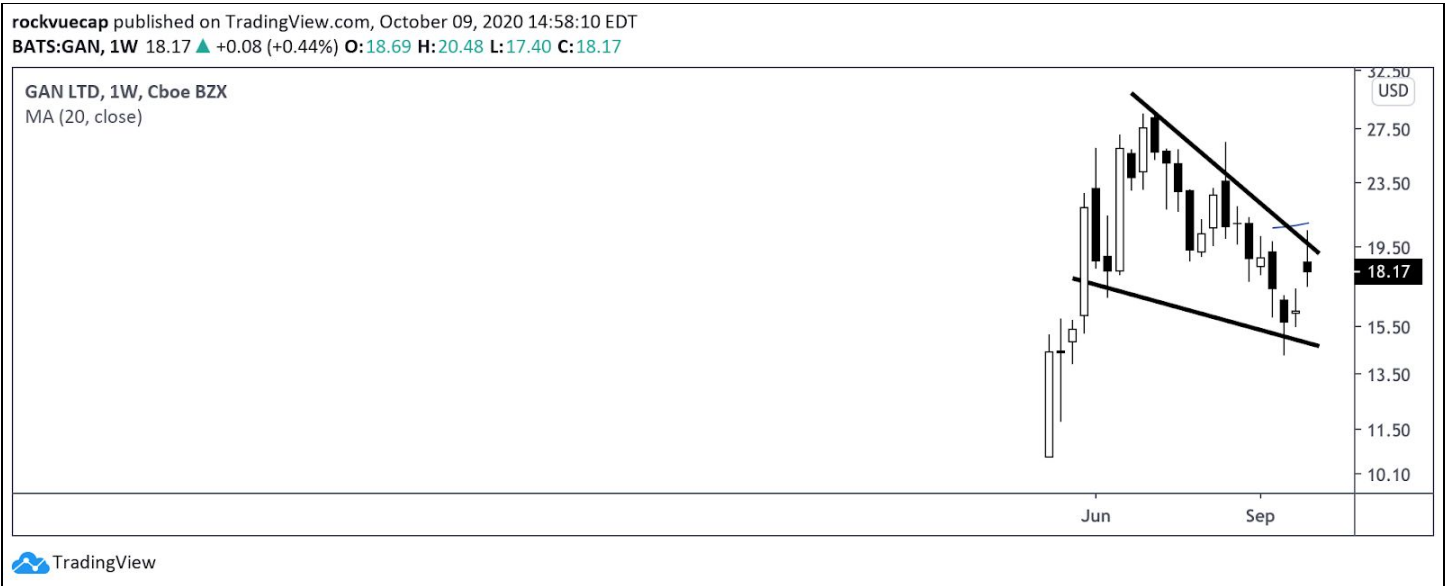 rockvuecap published on TradingView.com, October 09, 2020 14:58:10 EDT
BATS:GAN, 1W 18.17 ▲ +0.08 (+0.44%) O:18.69 H:20.48 L:17.40 C:18.17
GAN LTD, 1W, Cboe BZX
MA (20, close)
32.50
USD
27.50
23.50
19.50
18.17
15.50
13.50
11.50
10.10
Jun Sep
TradingView